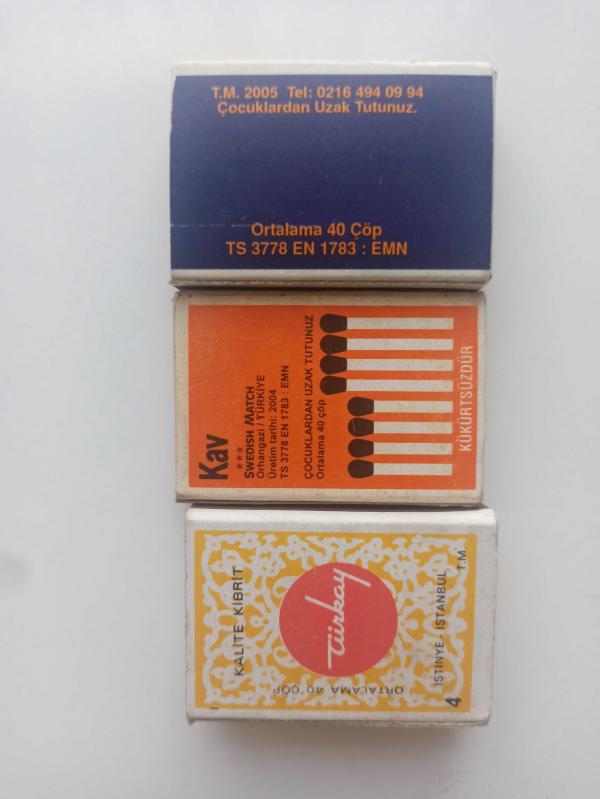 T.M. 2005 Tel: 0216 494 09 94
Çocuklardan Uzak Tutunuz.
Ortalama 40 Çöp
TS 3778 EN 1783 : EMN
Kav
SWEDISH MATCH
Orhangazi / TÜRKİYE
Üretim tarihi: 2004
TS 3778 EN 1783 : EMN
ÇOCUKLARDAN UZAK TUTUNUZ
Ortalama 40 çöp
KÜKÜRTSÜZDÜR
KALİTE KİBRİT
türkay
ORTALAMA 40 ÇÖP
4 İSTİNYE - İSTANBUL T.M.